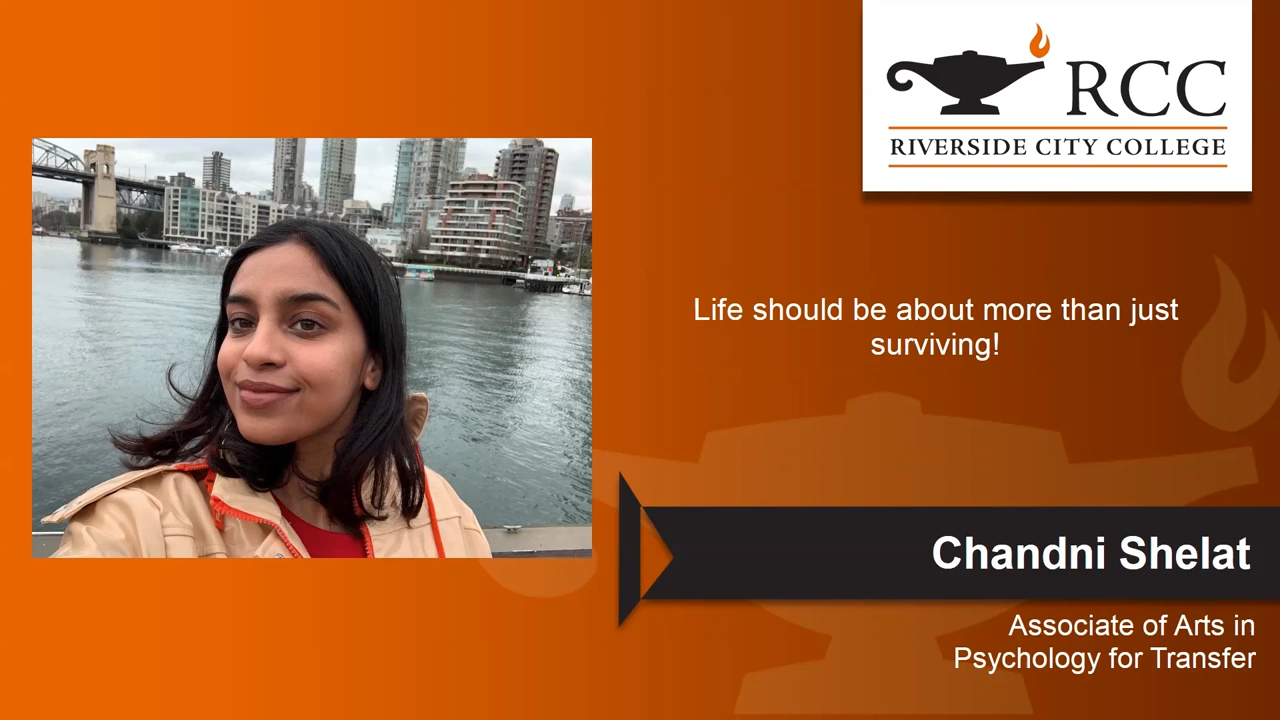 RCC
RIVERSIDE CITY COLLEGE
Life should be about more than just
surviving!
Chandni Shelat
Associate of Arts in
Psychology for Transfer